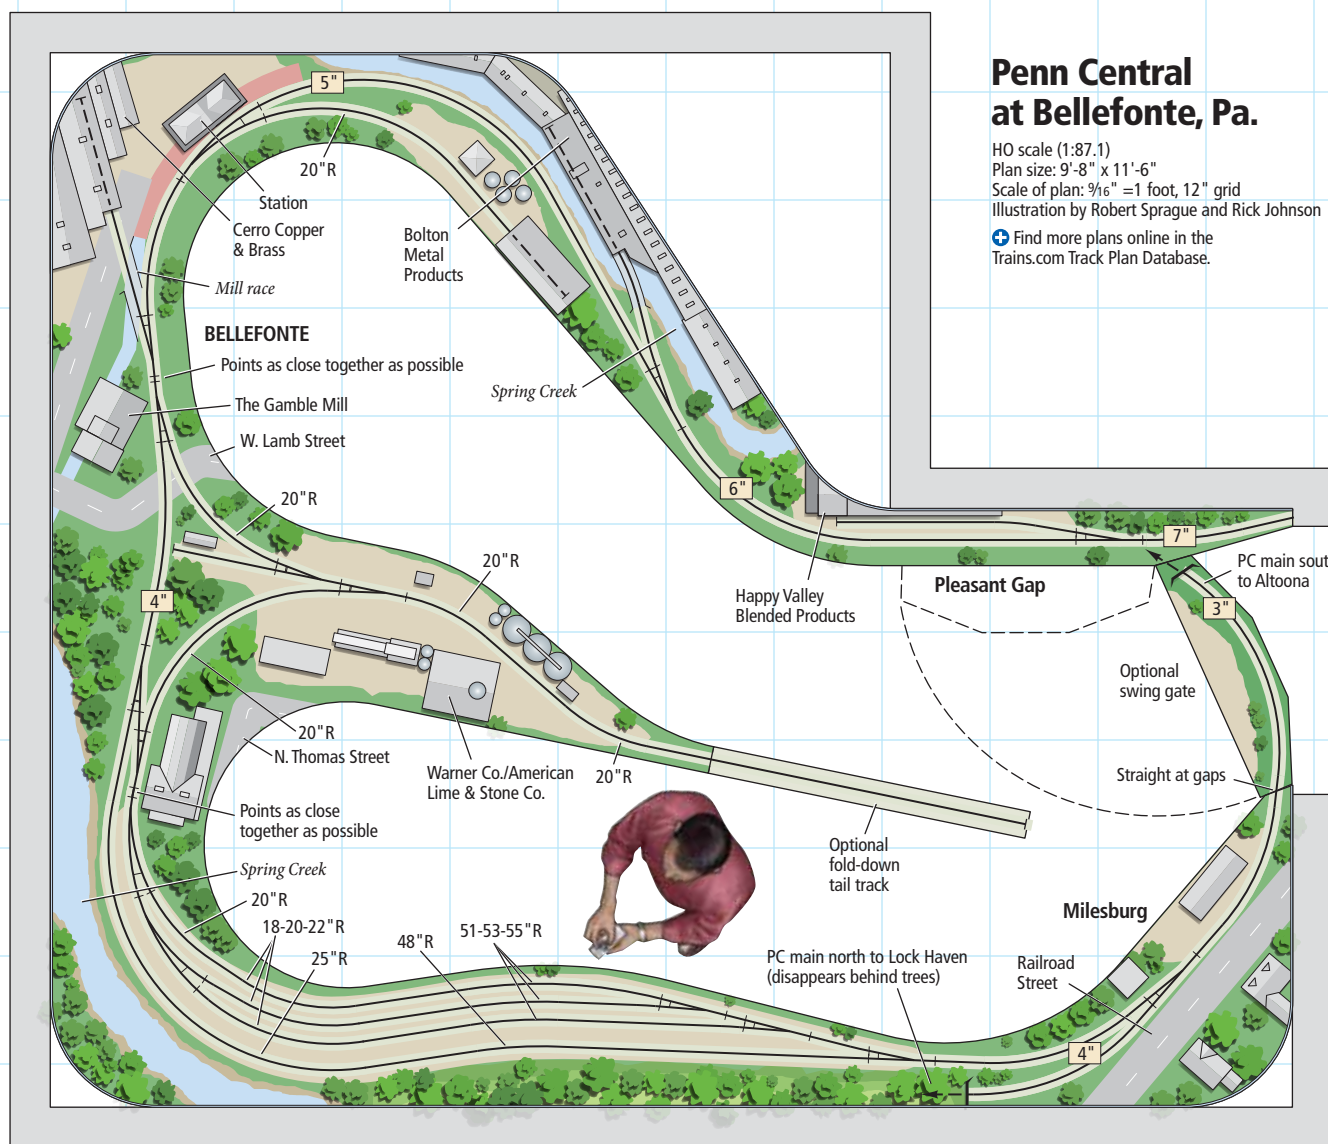 Penn Central
at Bellefonte, Pa.
HO scale (1:87.1)
Plan size: 9'-8" x 11'-6"
Scale of plan: 9/16" =1 foot, 12" grid
Illustration by Robert Sprague and Rick Johnson
Find more plans online in the
Trains.com Track Plan Database.
5"
20"R
Station
Cerro Copper
& Brass
Mill race
Bolton
Metal
Products
BELLEFONTE
Points as close together as possible
The Gamble Mill
W. Lamb Street
Spring Creek
20"R
6"
7"
PC main sout
to Altoona
3"
Pleasant Gap
Happy Valley
Blended Products
20"R
4"
Optional
swing gate
20"R
N. Thomas Street
Warner Co./American
Lime & Stone Co.
20"R
Straight at gaps
Points as close
together as possible
Optional
fold-down
tail track
Spring Creek
20"R
18-20-22"R
25"R
48"R
51-53-55"R
Milesburg
PC main north to Lock Haven
(disappears behind trees)
Railroad
Street
4"